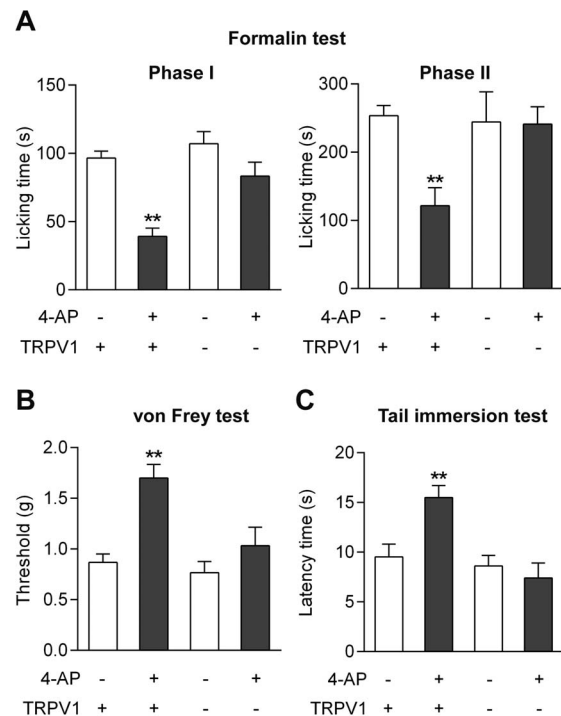 A
Formalin test
Phase I
Phase II
Licking time (s)
150
100
50
0
**
Licking time (s)
300
200
100
0
**
4-AP - + - +
TRPV1 + + - -
4-AP - + - +
TRPV1 + + - -
B
von Frey test
Threshold (g)
2.0
1.5
1.0
0.5
0.0
**
4-AP - + - +
TRPV1 + + - -
C
Tail immersion test
Latency time (s)
20
15
10
5
0
**
4-AP - + - +
TRPV1 + + - -